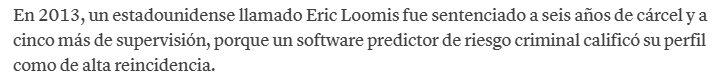 En 2013, un estadounidense llamado Eric Loomis fue sentenciado a seis años de cárcel y a
cinco más de supervisión, porque un software predictor de riesgo criminal calificó su perfil
como de alta reincidencia.